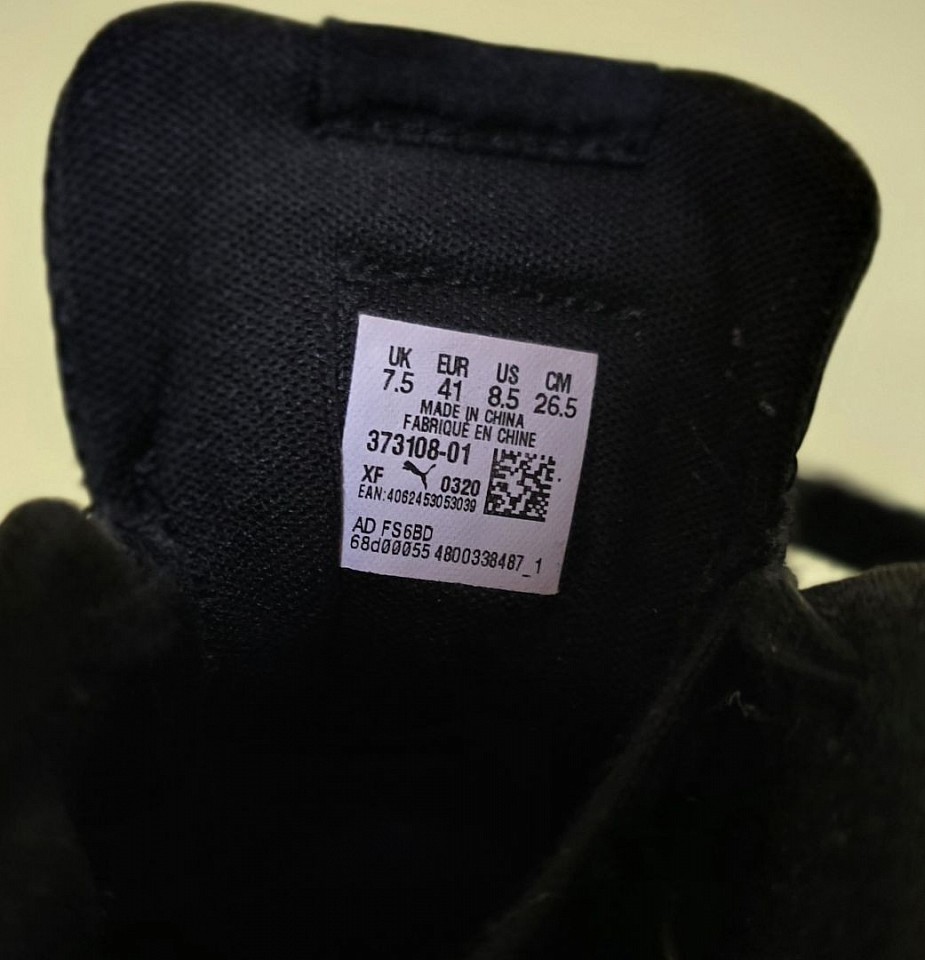 UK EUR US CM
7.5 41 8.5 26.5
MADE IN CHINA
FABRIQUÉ EN CHINE
373108-01
XF 0320
EAN:4062453053039
AD FS6BD
68d00055 4800338487_1